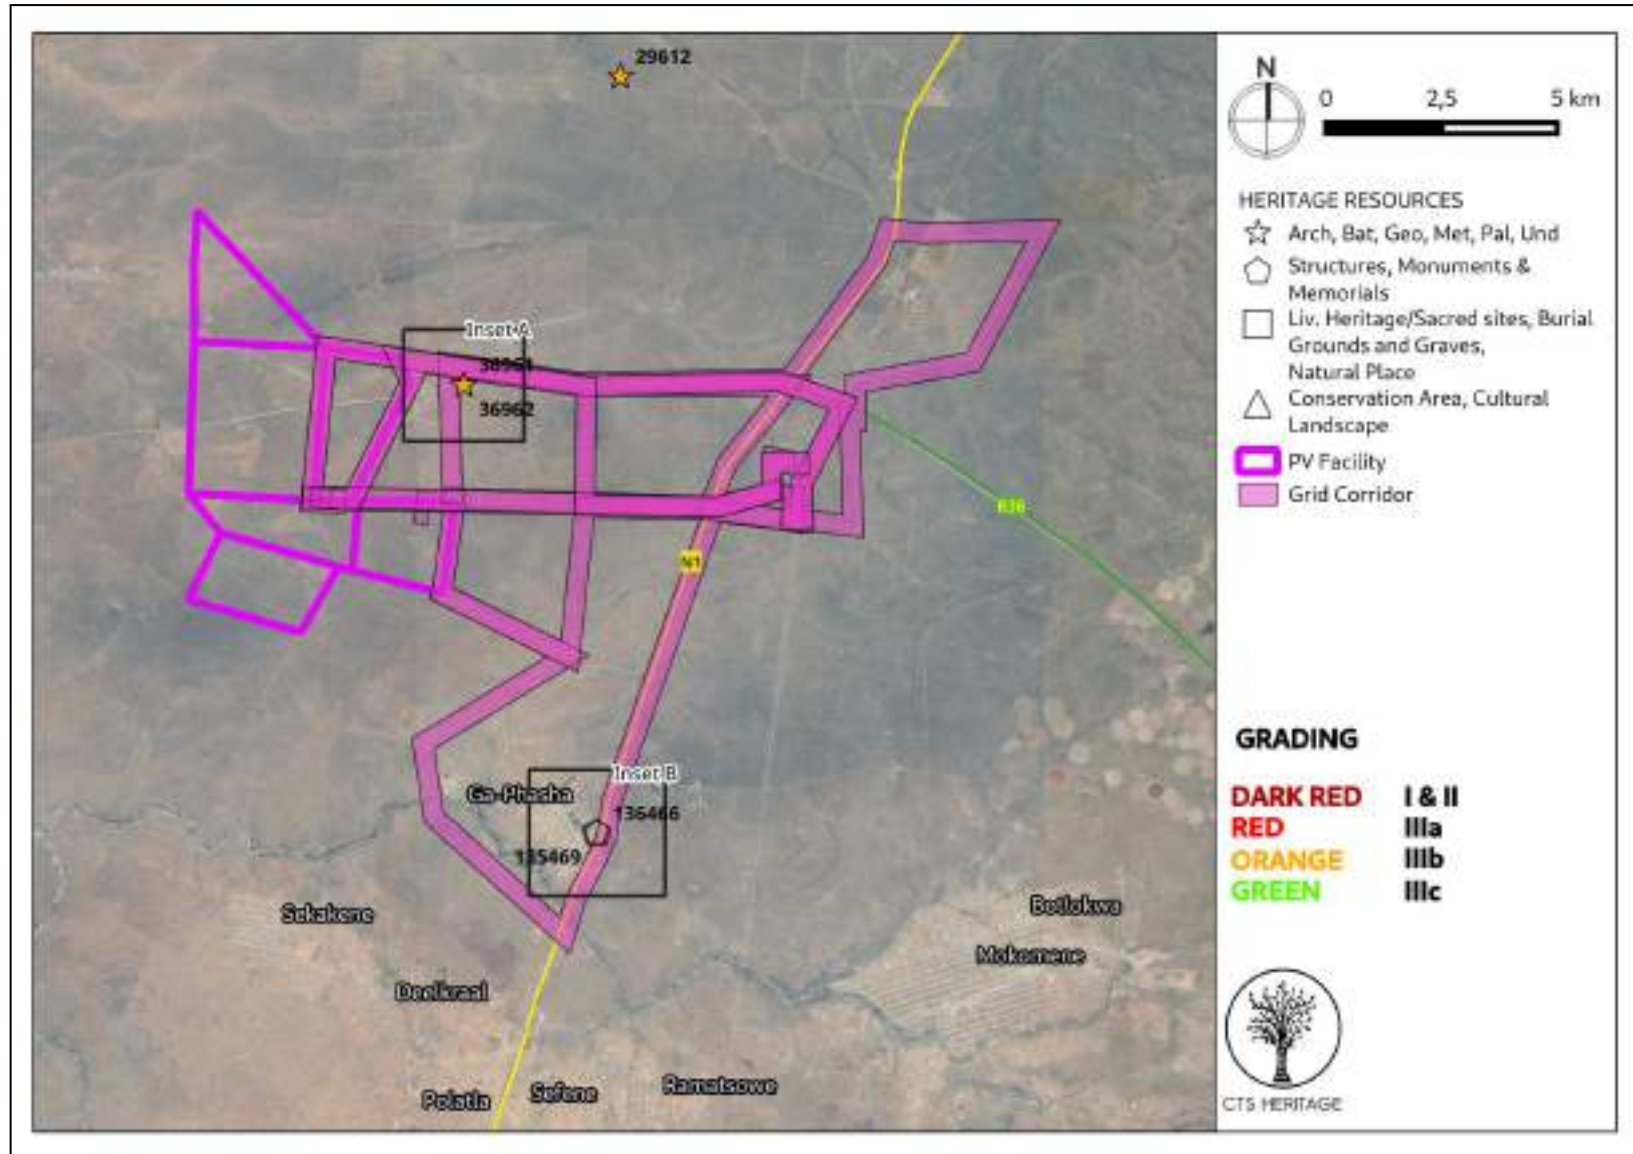 29612
Inset A
36962
N1
Ga-Phasha
Inset B
136466
135469
Sekakene
Botlokwa
Mokomene
Doelkraal
Polatla
Sefene
Ramatsowe
N
0 2,5 5 km
HERITAGE RESOURCES
Arch, Bat, Geo, Met, Pal, Und
Structures, Monuments &
Memorials
Liv. Heritage/Sacred sites, Burial
Grounds and Graves,
Natural Place
Conservation Area, Cultural
Landscape
PV Facility
Grid Corridor
GRADING
DARK RED I & II
RED IIIa
ORANGE IIIb
GREEN IIIc
CTS HERITAGE